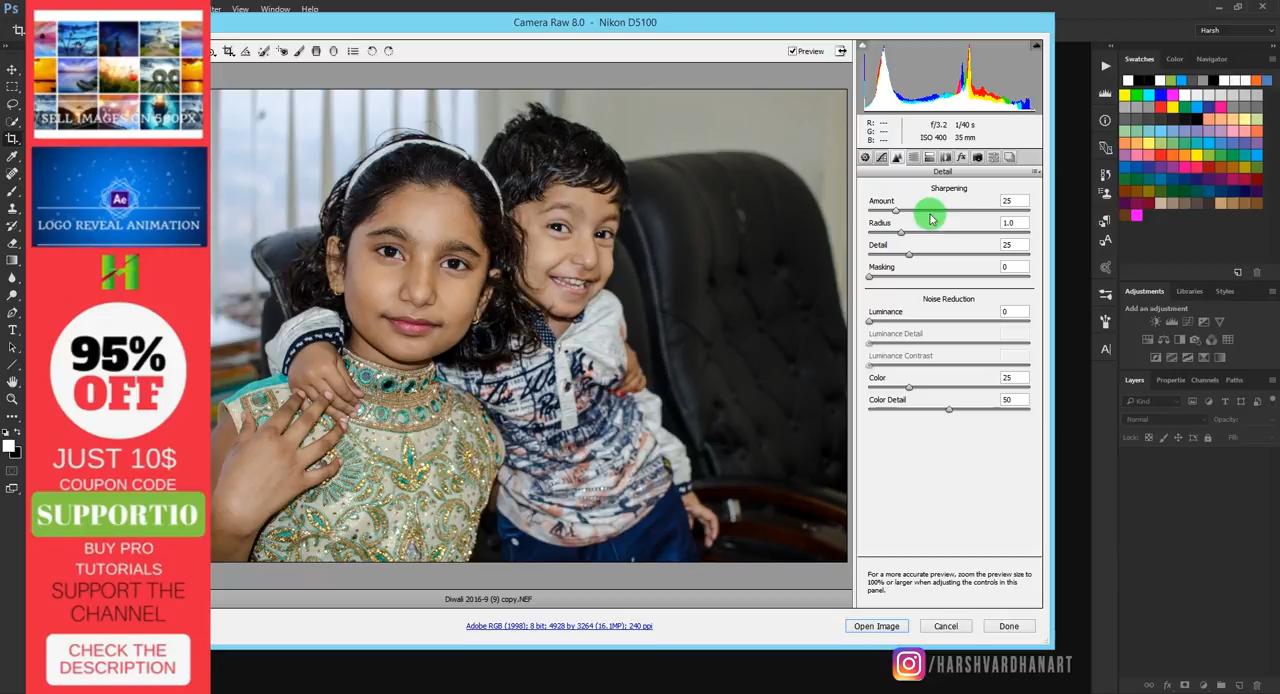 Ps
View
Window
Help
Camera Raw 8.0 - Nikon D5100
Harsh
Preview
SELL IMAGES ON 500PX
Ae
LOGO REVEAL ANIMATION
95%
OFF
JUST 10$
COUPON CODE
SUPPORT10
BUY PRO
TUTORIALS
SUPPORT THE
CHANNEL
CHECK THE
DESCRIPTION
R: ---
G: ---
B: ---
f/3.2 1/40 s
ISO 400 35 mm
Detail
Sharpening
Amount 25
Radius 1.0
Detail 25
Masking 0
Noise Reduction
Luminance 0
Luminance Detail
Luminance Contrast
Color 25
Color Detail 50
For a more accurate preview, zoom the preview size to
100% or larger when adjusting the controls in this
panel.
Diwali 2016-9 (9) copy.NEF
Adobe RGB (1998); 8 bit; 4928 by 3264 (16.1MP); 240 ppi
Open Image
Cancel
Done
/HARSHVARDHANART
Swatches Color Navigator
Adjustments Libraries Styles
Add an adjustment
Layers Propertie Channels Paths
Kind
Normal Opacity:
Lock: Fill: